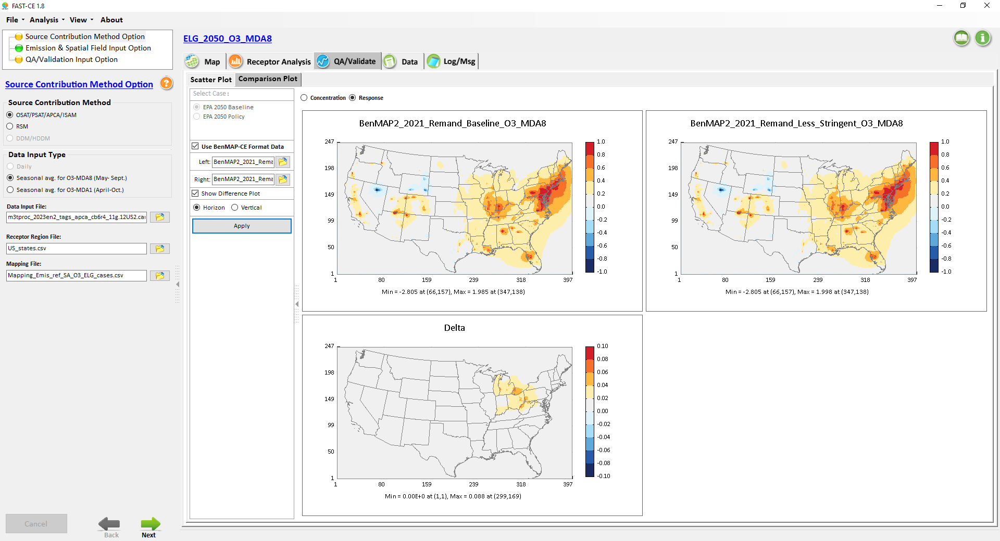 FAST-CE 1.8
File Analysis View About
Source Contribution Method Option
Emission & Spatial Field Input Option
QA/Validation Input Option
Source Contribution Method Option
Source Contribution Method
OSAT/PSAT/APCA/ISAM
RSM
DDM/HDDM
Data Input Type
Daily
Seasonal avg. for O3-MDA8 (May- Sept.)
Seasonal avg. for O3-MDA1 (April-Oct.)
Data Input File:
m3tproc_2023en2_tags_apca_cb6r4_11g.12US2.cai
Receptor Region File:
US_states.csv
Mapping File:
Mapping_Emis_ref_SA_O3_ELG_cases.csv
Cancel
Back
Next
ELG_2050_O3_MDA8
Map Receptor Analysis QA/Validate Data Log/Msg
Scatter Plot Comparison Plot
Select Case:
EPA 2050 Baseline
EPA 2050 Policy
Use BenMAP-CE Format Data
Left: BenMAP2_2021_Rema
Right: BenMAP2_2021_Rema
Show Difference Plot
Horizon Vertical
Apply
Concentration Response
BenMAP2_2021_Remand_Baseline_O3_MDA8
247
198
149
99
50
1
1 80 159 239 318 397
1.0
0.8
0.6
0.4
0.2
0.0
-0.2
-0.4
-0.6
-0.8
-1.0
Min = -2.805 at (66,157), Max = 1.985 at (347,138)
BenMAP2_2021_Remand_Less_Stringent_O3_MDA8
247
198
149
99
50
1
1 80 159 239 318 397
1.0
0.8
0.6
0.4
0.2
0.0
-0.2
-0.4
-0.6
-0.8
-1.0
Min = -2.805 at (66,157), Max = 1.998 at (347,138)
Delta
247
198
149
99
50
1
1 80 159 239 318 397
0.10
0.08
0.06
0.04
0.02
0.00
-0.02
-0.04
-0.06
-0.08
-0.10
Min = 0.00E+0 at (1,1), Max = 0.088 at (299,169)